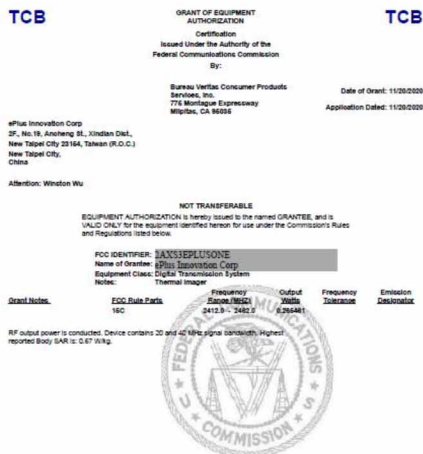 TCB
GRANT OF EQUIPMENT
AUTHORIZATION
TCB
Certification
Issued Under the Authority of the
Federal Communications Commission
By:
Bureau Veritas Consumer Products
Services, Inc.
775 Montague Expressway
Milpitas, CA 95035
Date of Grant: 11/20/2020
Application Dated: 11/20/2020
ePlus Innovation Corp
2F., No.19, Anoheng St., Xindian Dist.,
New Taipei City 23154, Taiwan (R.O.C.)
New Taipei City,
China
Attention: Winston Wu
NOT TRANSFERABLE
EQUIPMENT AUTHORIZATION is hereby issued to the named GRANTEE, and is
VALID ONLY for the equipment identified hereon for use under the Commission's Rules
and Regulations listed below.
FCC IDENTIFIER: 2AXS3EPLUSONE
Name of Grantee: ePlus Innovation Corp
Equipment Class: Digital Transmission System
Notes: Thermal Imager
Grant Notes FCC Rule Parts Frequency Range (MHZ) Output Watts Frequency Tolerance Emission Designator
15C 2412.0 - 2462.0
RF output power is conducted. Device contains 20 and 40 MHz signal bandwidth. Highest
reported Body SAR is: 0.67 W/kg.
FEDERAL COMMUNICATIONS COMMISSION